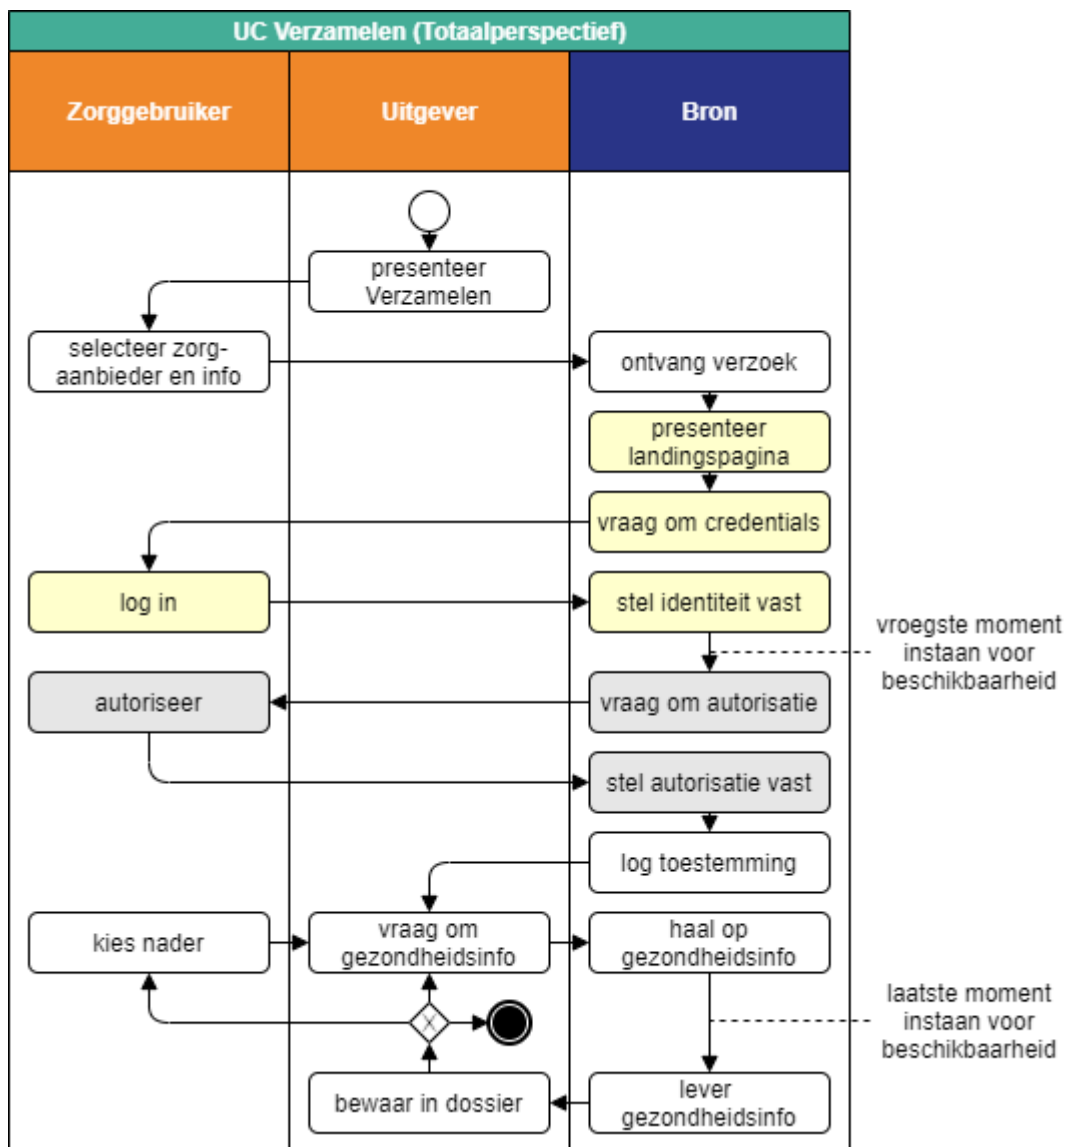 UC Verzamelen (Totaalperspectief)
Zorggebruiker
Uitgever
Bron
presenteer
Verzamelen
selecteer zorg-
aanbieder en info
ontvang verzoek
presenteer
landingspagina
vraag om credentials
log in
stel identiteit vast
vroegste moment
instaan voor
beschikbaarheid
autoriseer
vraag om autorisatie
stel autorisatie vast
log toestemming
kies nader
vraag om
gezondheidsinfo
haal op
gezondheidsinfo
laatste moment
instaan voor
beschikbaarheid
X
bewaar in dossier
lever
gezondheidsinfo